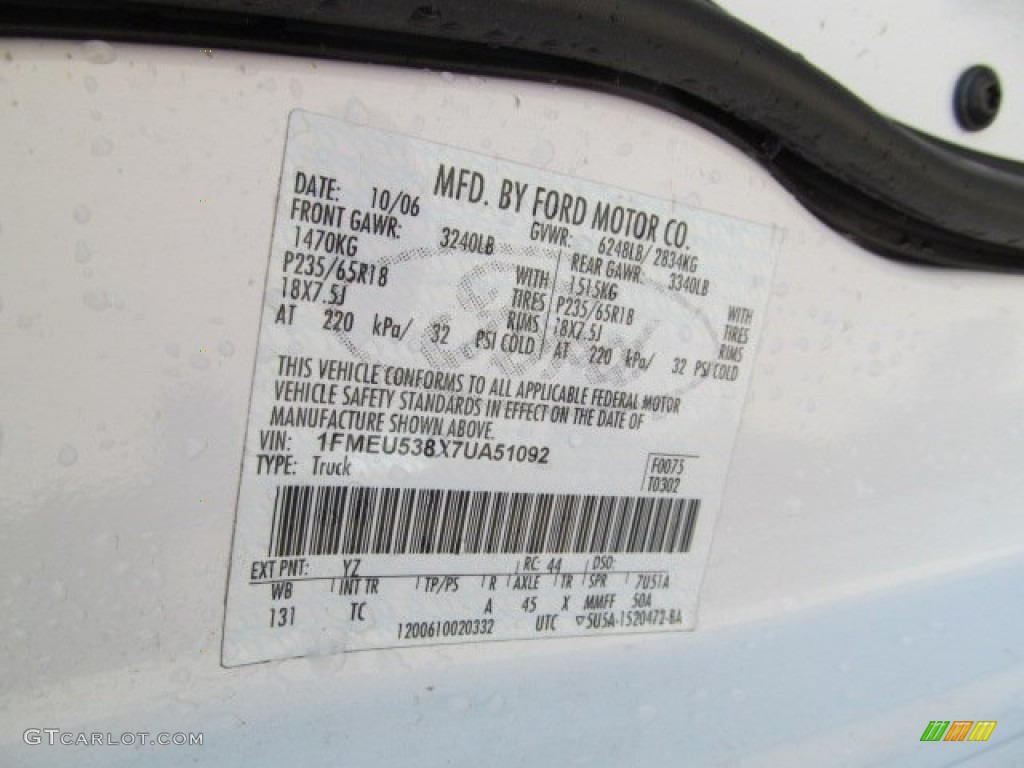 MFD. BY FORD MOTOR CO.
DATE: 10/06 GVWR: 6248LB/ 2834KG
FRONT GAWR: 3240LB REAR GAWR: 3340LB
1470KG WITH 1515KG WITH
P235/65R18 TIRES P235/65R18 TIRES
18X7.5J RIMS 18X7.5J RIMS
AT 220 kPa/ 32 PSI COLD AT 220 kPa/ 32 PSI COLD
THIS VEHICLE CONFORMS TO ALL APPLICABLE FEDERAL MOTOR
VEHICLE SAFETY STANDARDS IN EFFECT ON THE DATE OF
MANUFACTURE SHOWN ABOVE.
VIN: 1FMEU538X7UA51092
TYPE: Truck
F0075
T0302
EXT PNT: YZ RC: 44 DSO:
WB INT TR TP/PS R AXLE TR SPR 7U51A
131 TC A 45 X MMFF 50A
1200610020332 UTC ▽5U5A-1520472-BA
GTCARLOT.COM